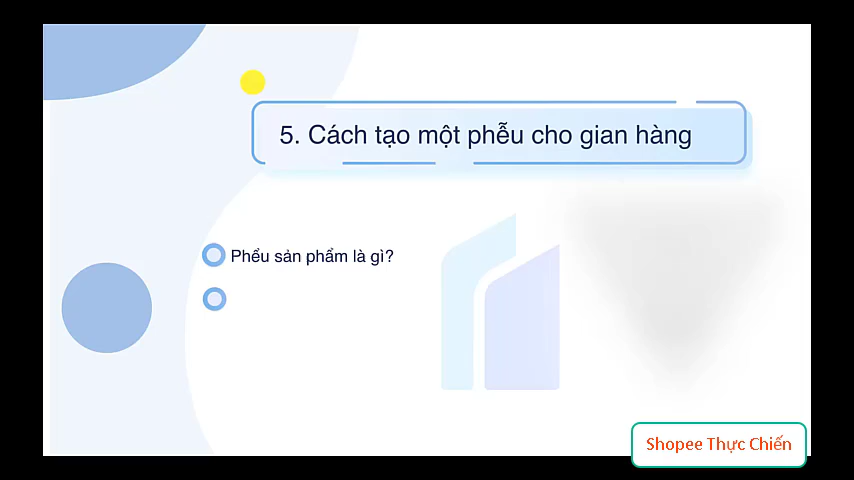 5. Cách tạo một phễu cho gian hàng
Phểu sản phẩm là gì?
Shopee Thực Chiến